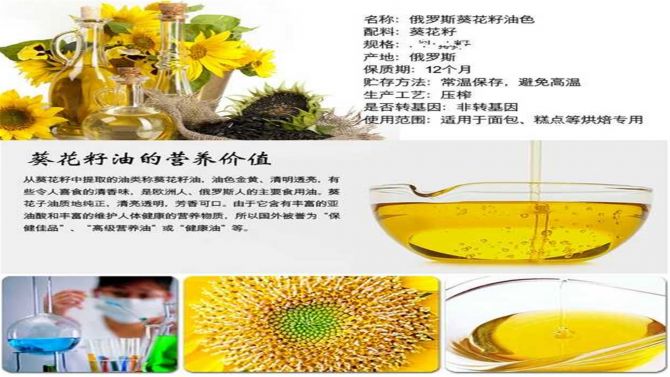 名称：俄罗斯葵花籽油色
配料：葵花籽
规格：
产地：俄罗斯
保质期：12个月
贮存方法：常温保存，避免高温
生产工艺：压榨
是否转基因：非转基因
使用范围：适用于面包、糕点等烘焙专用
葵花籽油的营养价值
从葵花籽中提取的油类称葵花籽油，油色金黄、清明透亮，有
些令人喜食的清香味，是欧洲人、俄罗斯人的主要食用油，葵
花子油质地纯正，清亮透明，芳香可口。由于它含有丰富的亚
油酸和丰富的维护人体健康的营养物质，所以国外被誉为“保
健佳品”、“高级营养油”或“健康油”等。